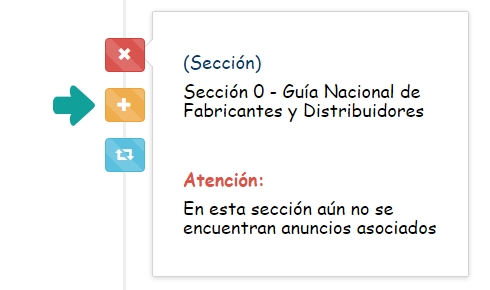 (Sección)
Sección 0 - Guía Nacional de
Fabricantes y Distribuidores
Atención:
En esta sección aún no se
encuentran anuncios asociados